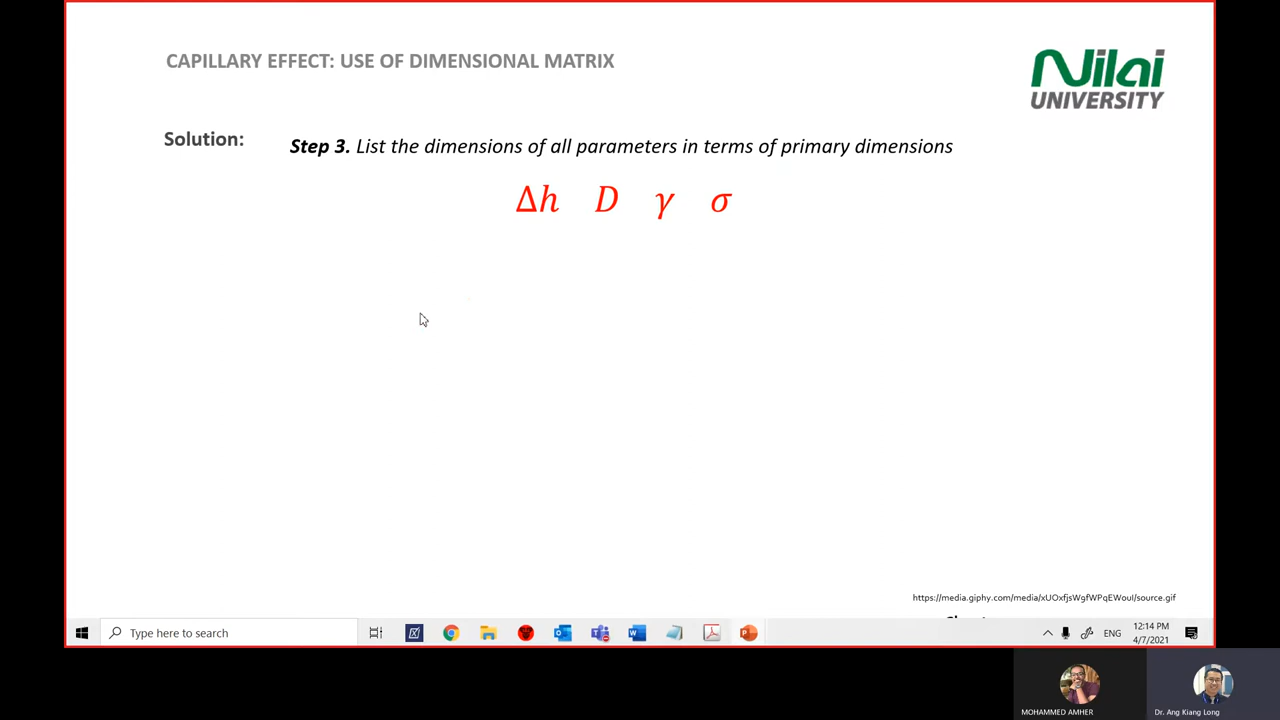 CAPILLARY EFFECT: USE OF DIMENSIONAL MATRIX
Nilai
UNIVERSITY
Solution:
Step 3. List the dimensions of all parameters in terms of primary dimensions
Δh D γ σ
https://media.giphy.com/media/xUOxfjsW9fWPqEWouI/source.gif
Type here to search
ENG
12:14 PM
4/7/2021
MOHAMMED AMHER
Dr. Ang Kiang Long